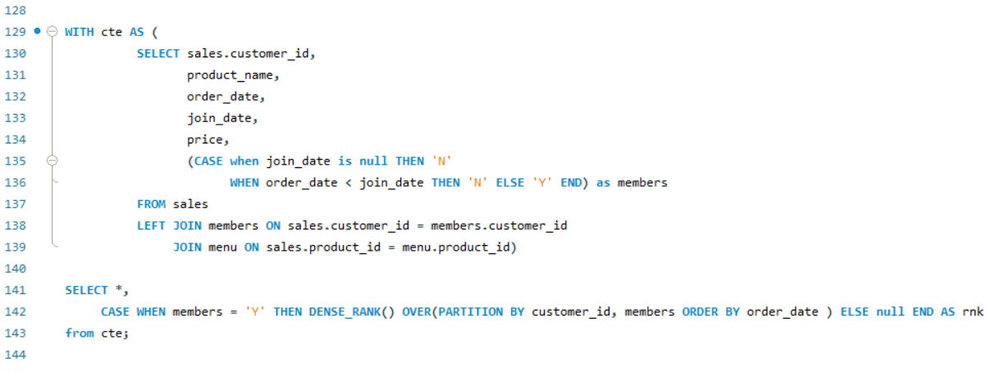 128
129 WITH cte AS (
130 SELECT sales.customer_id,
131 product_name,
132 order_date,
133 join_date,
134 price,
135 (CASE when join_date is null THEN 'N'
136 WHEN order_date < join_date THEN 'N' ELSE 'Y' END) as members
137 FROM sales
138 LEFT JOIN members ON sales.customer_id = members.customer_id
139 JOIN menu ON sales.product_id = menu.product_id)
140
141 SELECT *,
142 CASE WHEN members = 'Y' THEN DENSE_RANK() OVER(PARTITION BY customer_id, members ORDER BY order_date ) ELSE null END AS rnk
143 from cte;
144